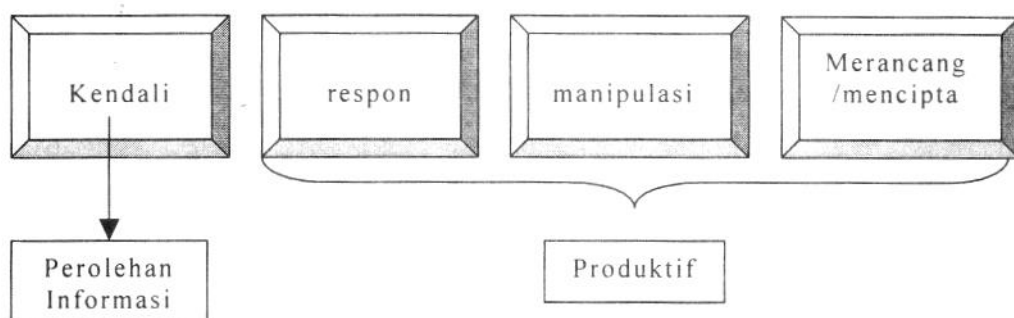 Kendali
respon
manipulasi
Merancang
/mencipta
Perolehan
Informasi
Produktif